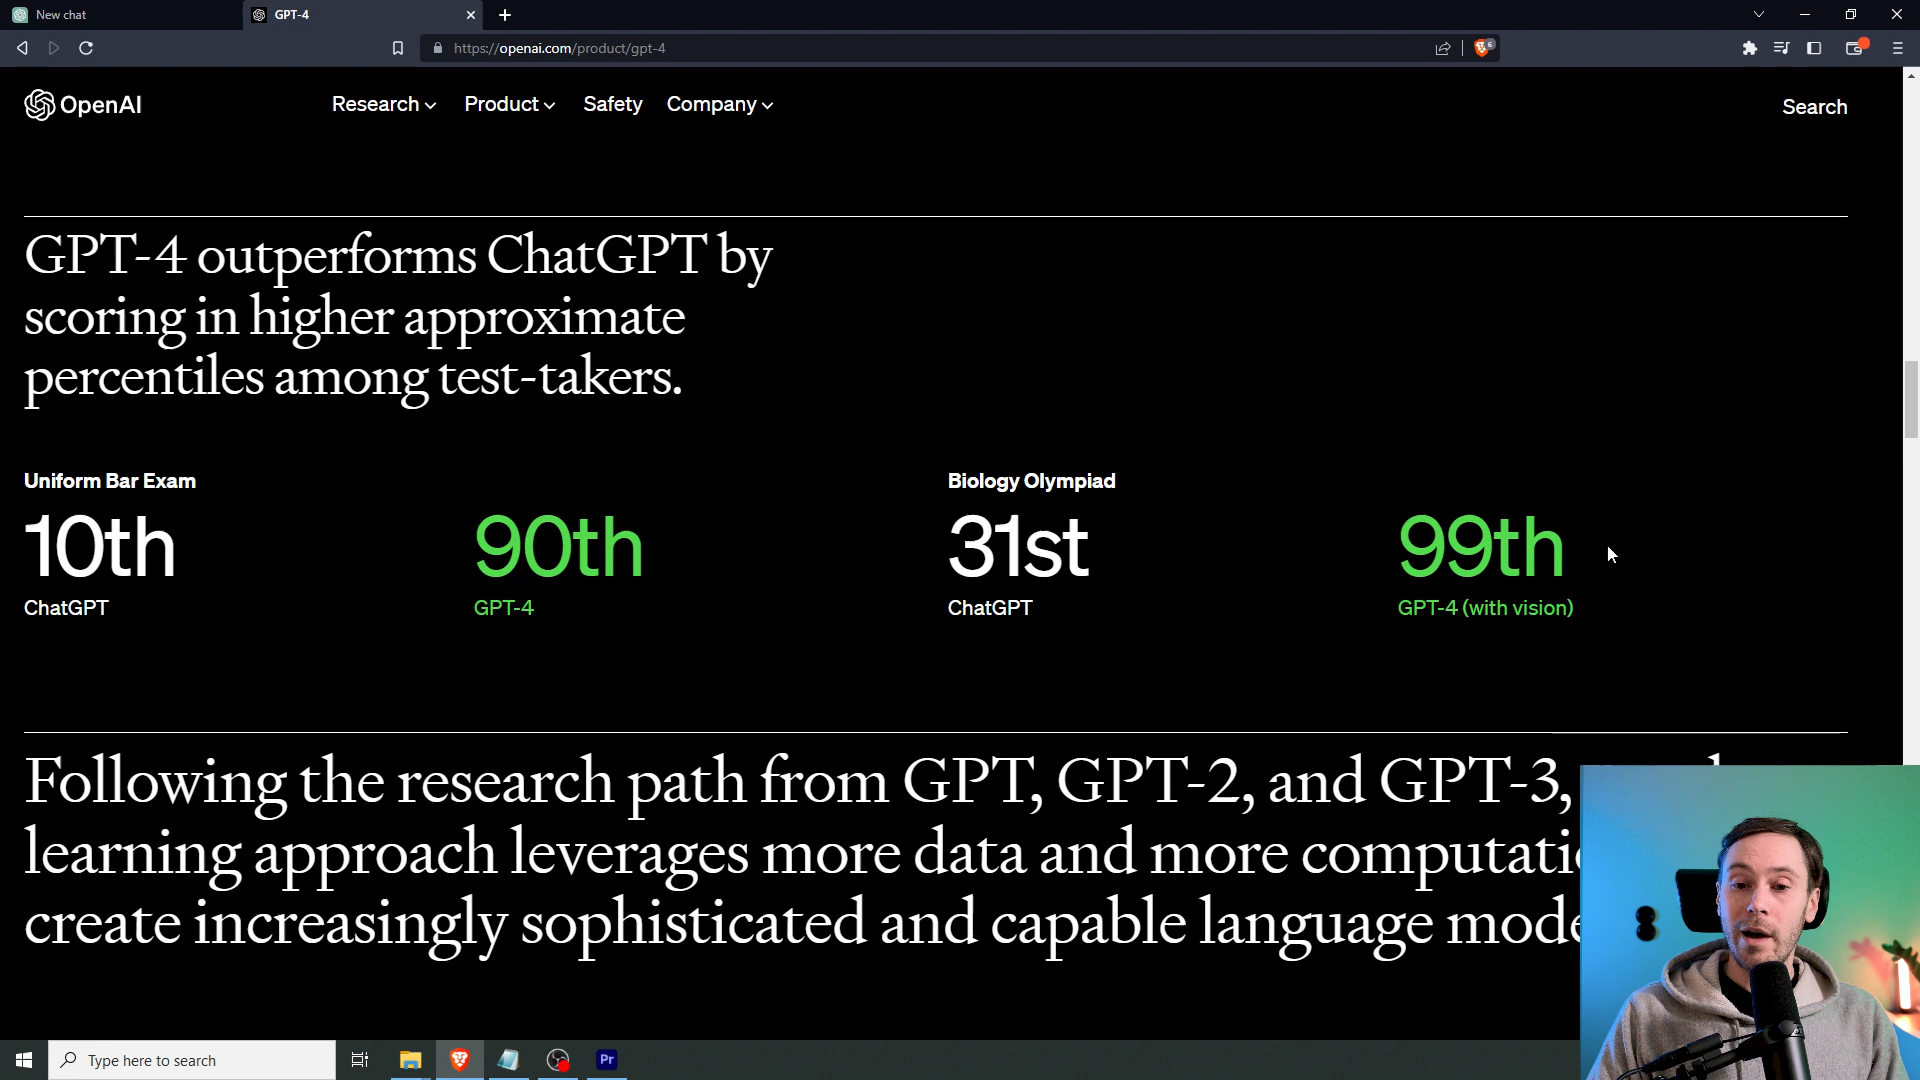 New chat
GPT-4
https://openai.com/product/gpt-4
6
OpenAI
Research
Product
Safety
Company
Search
GPT-4 outperforms ChatGPT by
scoring in higher approximate
percentiles among test-takers.
Uniform Bar Exam
10th
ChatGPT
90th
GPT-4
Biology Olympiad
31st
ChatGPT
99th
GPT-4 (with vision)
Following the research path from GPT, GPT-2, and GPT-3,
learning approach leverages more data and more
create increasingly sophisticated and capable language
Type here to search
Pr